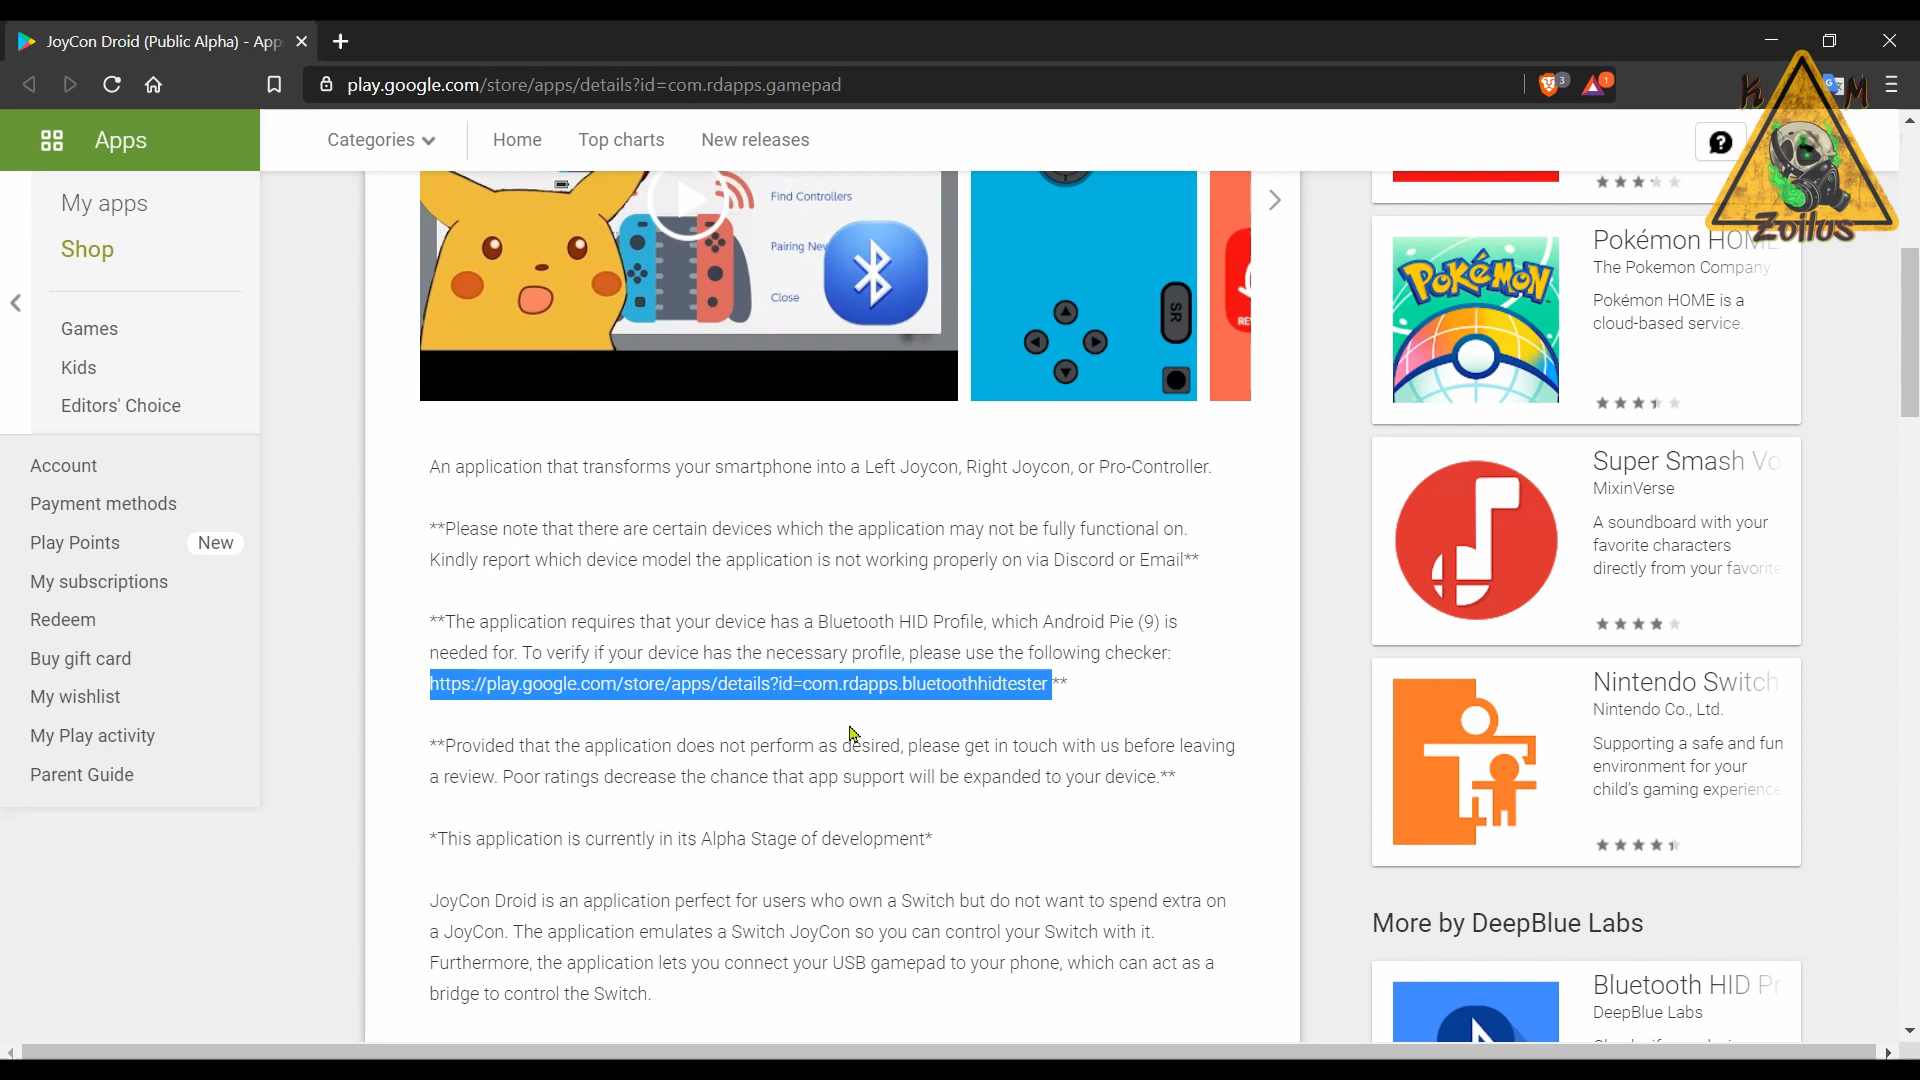 JoyCon Droid (Public Alpha) - App
play.google.com/store/apps/details?id=com.rdapps.gamepad
3
1
Apps
Categories
Home
Top charts
New releases
My apps
Shop
Games
Kids
Editors' Choice
Account
Payment methods
Play Points
New
My subscriptions
Redeem
Buy gift card
My wishlist
My Play activity
Parent Guide
Find Controllers
Pairing New
Close
SR
An application that transforms your smartphone into a Left Joycon, Right Joycon, or Pro-Controller.
**Please note that there are certain devices which the application may not be fully functional on.
Kindly report which device model the application is not working properly on via Discord or Email**
**The application requires that your device has a Bluetooth HID Profile, which Android Pie (9) is
needed for. To verify if your device has the necessary profile, please use the following checker:
https://play.google.com/store/apps/details?id=com.rdapps.bluetoothhidtester **
**Provided that the application does not perform as desired, please get in touch with us before leaving
a review. Poor ratings decrease the chance that app support will be expanded to your device.**
*This application is currently in its Alpha Stage of development*
JoyCon Droid is an application perfect for users who own a Switch but do not want to spend extra on
a JoyCon. The application emulates a Switch JoyCon so you can control your Switch with it.
Furthermore, the application lets you connect your USB gamepad to your phone, which can act as a
bridge to control the Switch.
Zoilus
Pokémon HOME
The Pokemon Company
Pokémon HOME is a
cloud-based service.
POKéMON
Super Smash Vo
MixinVerse
A soundboard with your
favorite characters
directly from your favorite
Nintendo Switch
Nintendo Co., Ltd.
Supporting a safe and fun
environment for your
child's gaming experience
More by DeepBlue Labs
Bluetooth HID Pr
DeepBlue Labs